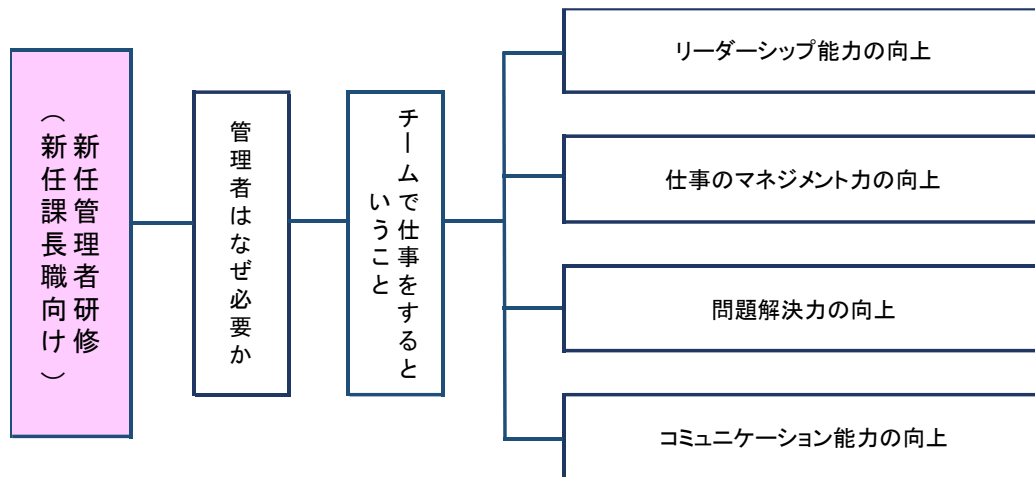 新任管理者研修
（新任課長職向け）
管理者はなぜ必要か
チームで仕事をすると
いうこと
リーダーシップ能力の向上
仕事のマネジメント力の向上
問題解決力の向上
コミュニケーション能力の向上